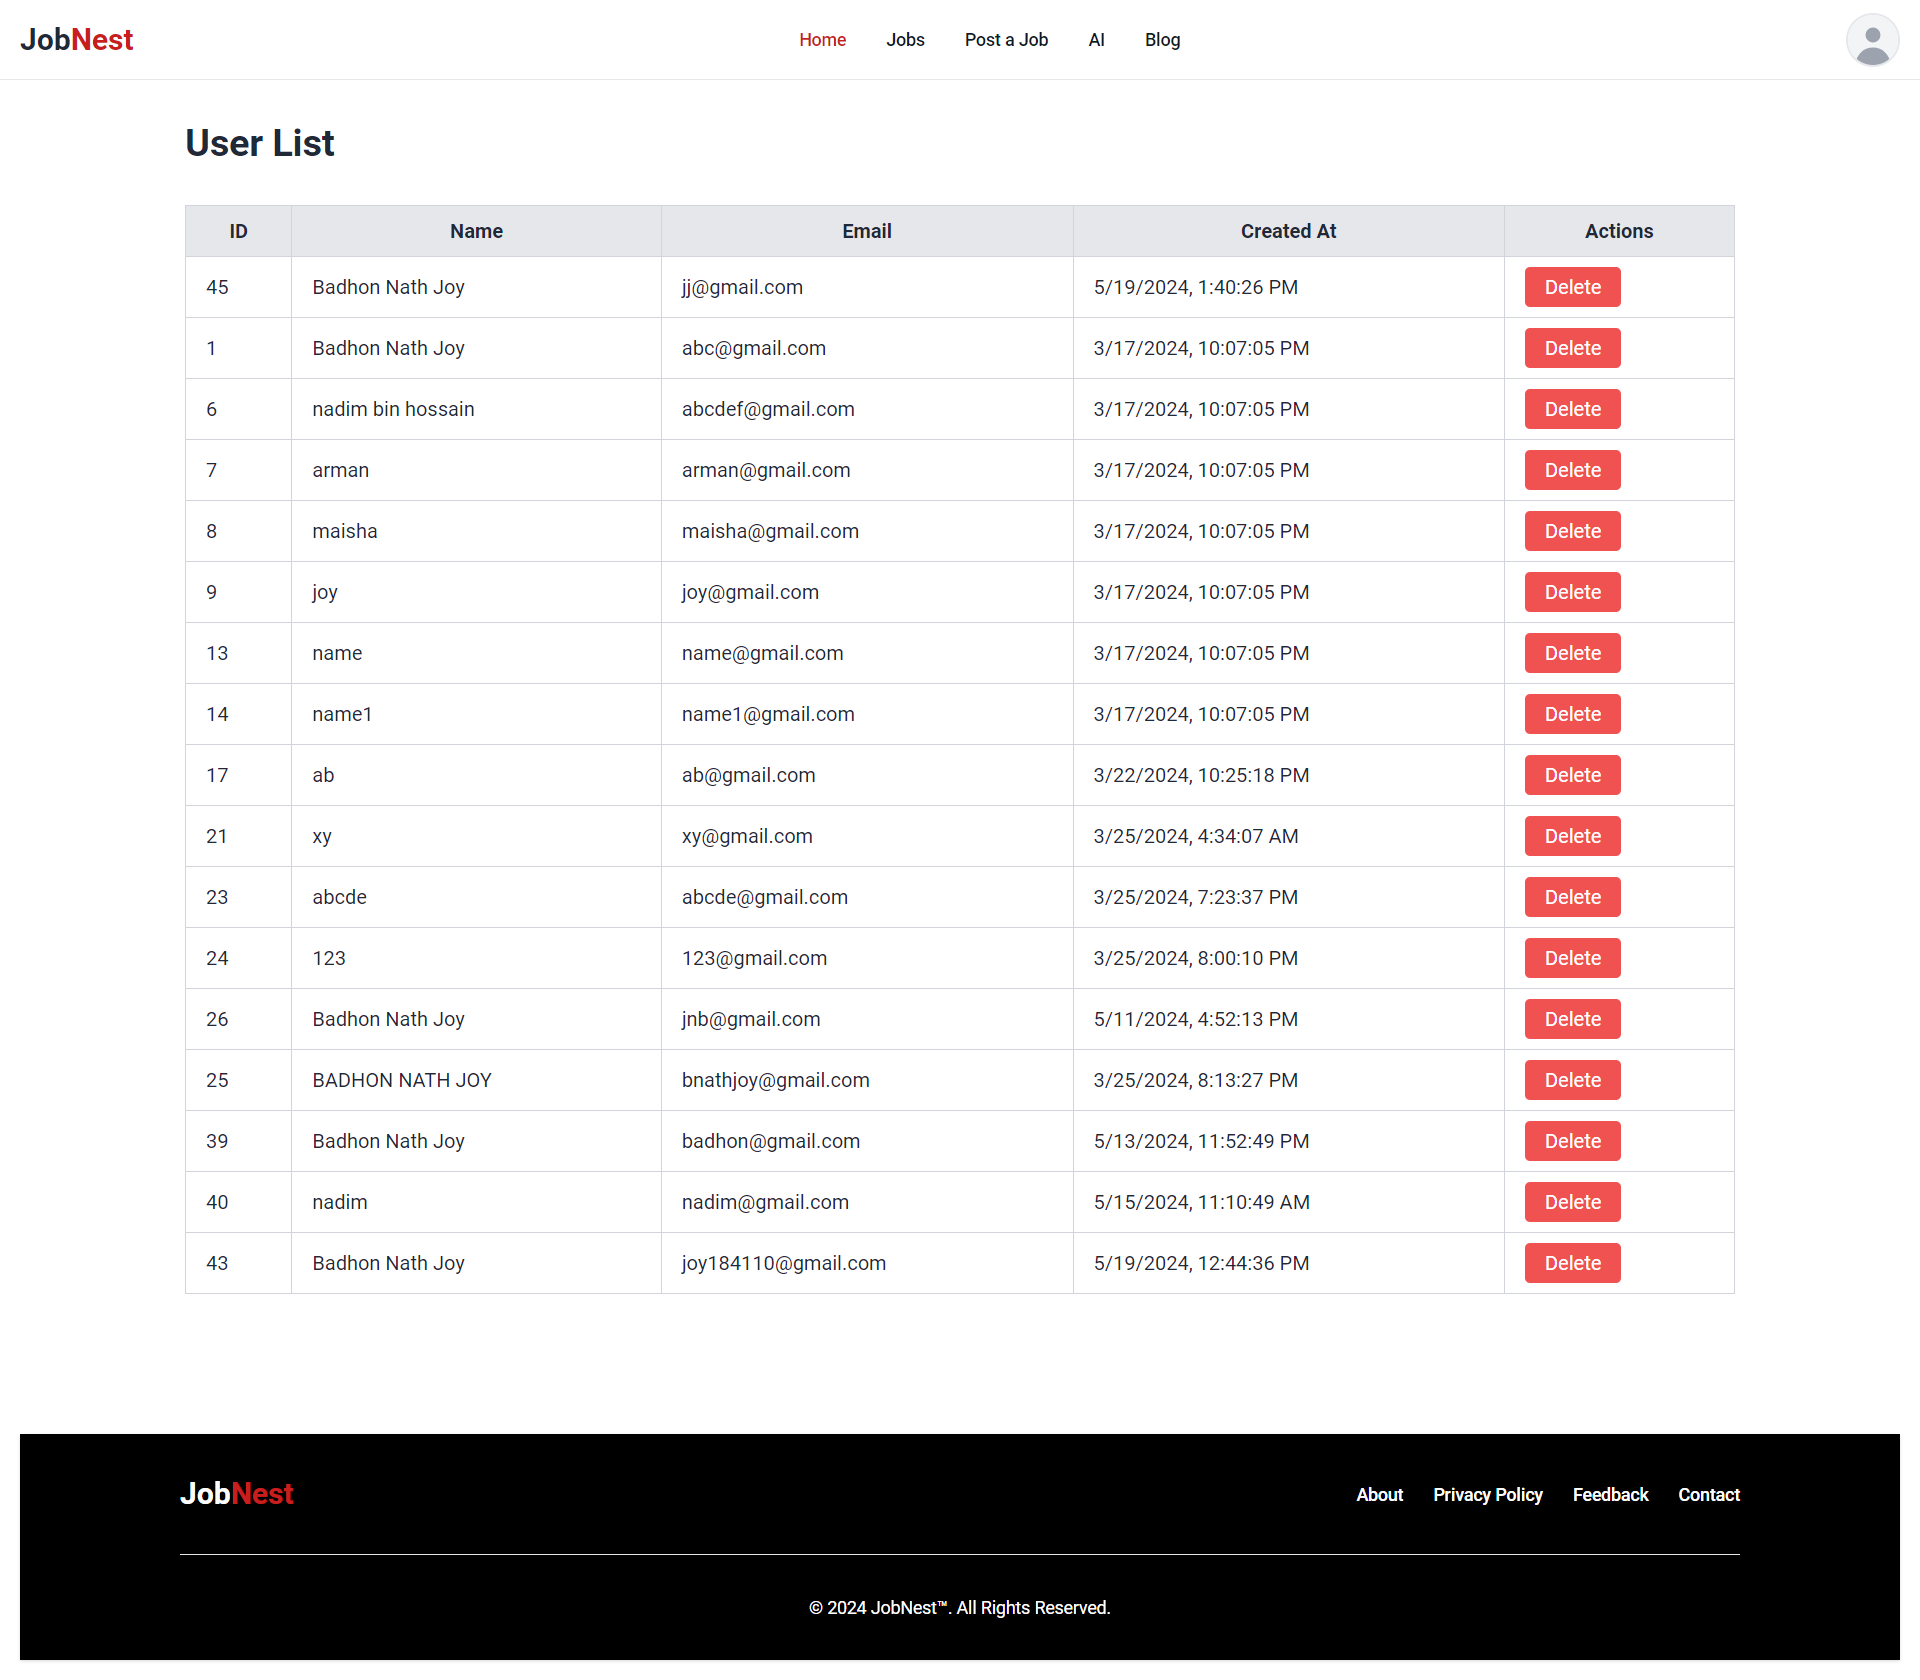 JobNest Home Jobs Post a Job AI Blog
User List
ID Name Email Created At Actions
45 Badhon Nath Joy jj@gmail.com 5/19/2024, 1:40:26 PM Delete
1 Badhon Nath Joy abc@gmail.com 3/17/2024, 10:07:05 PM Delete
6 nadim bin hossain abcdef@gmail.com 3/17/2024, 10:07:05 PM Delete
7 arman arman@gmail.com 3/17/2024, 10:07:05 PM Delete
8 maisha maisha@gmail.com 3/17/2024, 10:07:05 PM Delete
9 joy joy@gmail.com 3/17/2024, 10:07:05 PM Delete
13 name name@gmail.com 3/17/2024, 10:07:05 PM Delete
14 name1 name1@gmail.com 3/17/2024, 10:07:05 PM Delete
17 ab ab@gmail.com 3/22/2024, 10:25:18 PM Delete
21 xy xy@gmail.com 3/25/2024, 4:34:07 AM Delete
23 abcde abcde@gmail.com 3/25/2024, 7:23:37 PM Delete
24 123 123@gmail.com 3/25/2024, 8:00:10 PM Delete
26 Badhon Nath Joy jnb@gmail.com 5/11/2024, 4:52:13 PM Delete
25 BADHON NATH JOY bnathjoy@gmail.com 3/25/2024, 8:13:27 PM Delete
39 Badhon Nath Joy badhon@gmail.com 5/13/2024, 11:52:49 PM Delete
40 nadim nadim@gmail.com 5/15/2024, 11:10:49 AM Delete
43 Badhon Nath Joy joy184110@gmail.com 5/19/2024, 12:44:36 PM Delete
JobNest About Privacy Policy Feedback Contact
© 2024 JobNest™. All Rights Reserved.